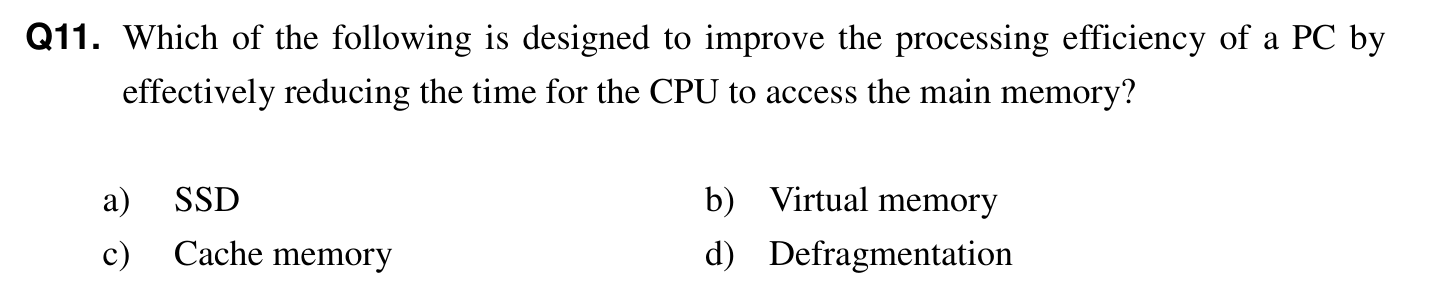 Q11. Which of the following is designed to improve the processing efficiency of a PC by
effectively reducing the time for the CPU to access the main memory?
a) SSD b) Virtual memory
c) Cache memory d) Defragmentation